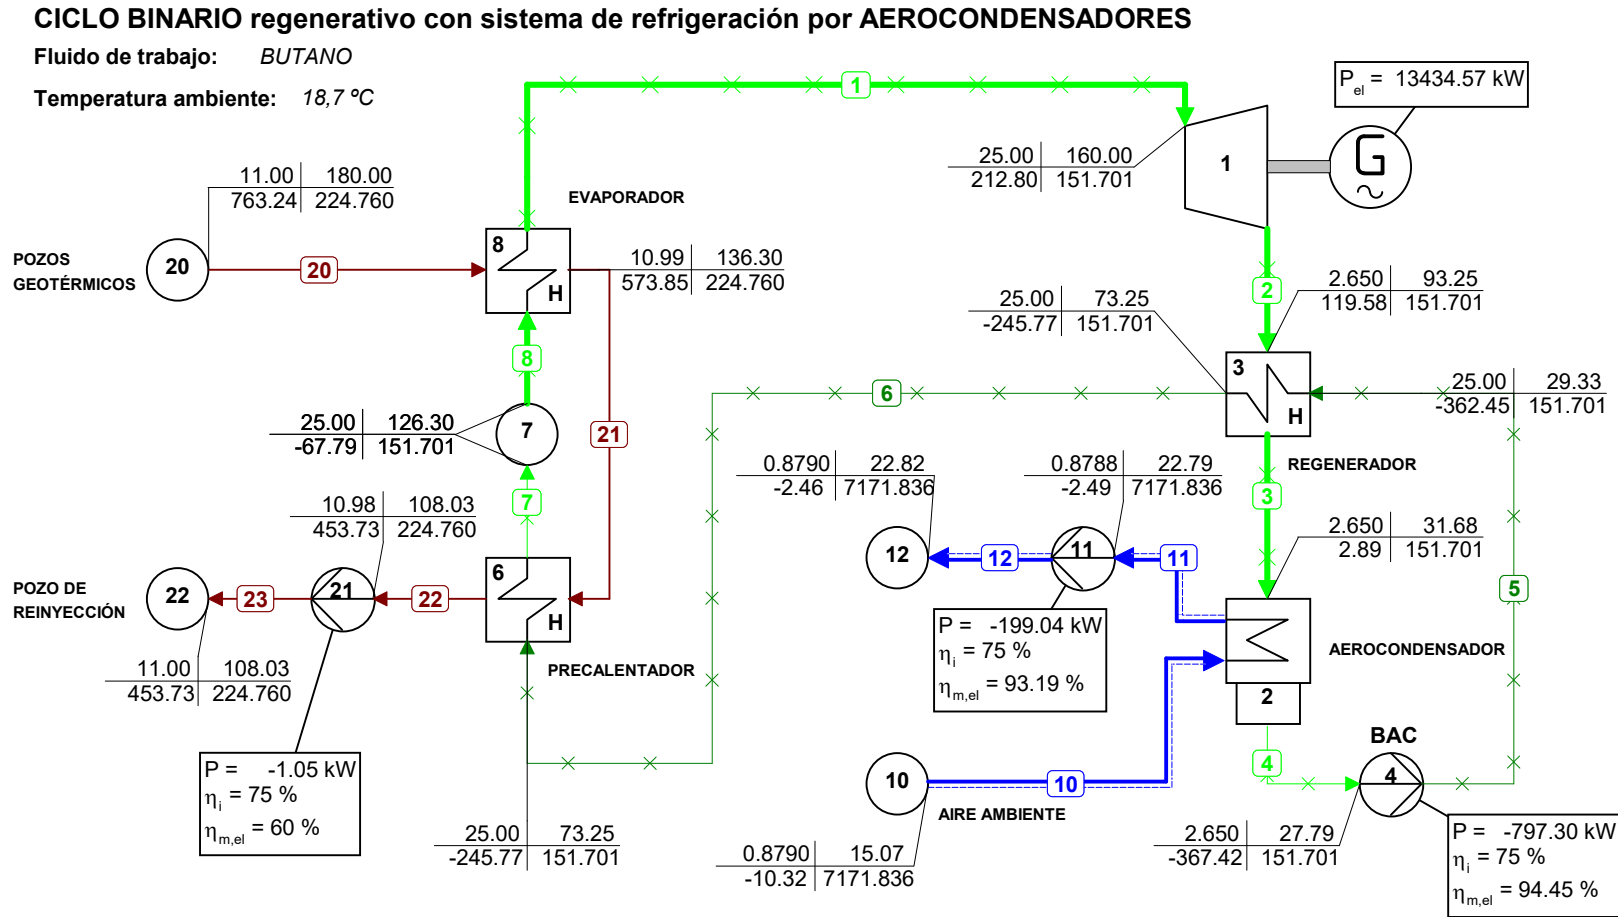 CICLO BINARIO regenerativo con sistema de refrigeración por AEROCONDENSADORES
Fluido de trabajo: BUTANO
Temperatura ambiente: 18,7 ºC
1
P el = 13434.57 kW
G
1
25.00 160.00
212.80 151.701
11.00 180.00
763.24 224.760
EVAPORADOR
POZOS
GEOTÉRMICOS
20
20
8
H
10.99 136.30
573.85 224.760
2
2.650 93.25
119.58 151.701
25.00 73.25
-245.77 151.701
8
3
H
6
25.00 29.33
-362.45 151.701
25.00 126.30
-67.79 151.701
7
21
REGENERADOR
0.8790 22.82
-2.46 7171.836
0.8788 22.79
-2.49 7171.836
7
3
10.98 108.03
453.73 224.760
2.650 31.68
2.89 151.701
12
12
11
11
POZO DE
REINYECCIÓN
22
23
21
22
6
H
5
PRECALENTADOR
11.00 108.03
453.73 224.760
P = -199.04 kW
ηi = 75 %
ηm,el = 93.19 %
AEROCONDENSADOR
2
BAC
P = -1.05 kW
ηi = 75 %
ηm,el = 60 %
4
4
10
10
AIRE AMBIENTE
25.00 73.25
-245.77 151.701
0.8790 15.07
-10.32 7171.836
2.650 27.79
-367.42 151.701
P = -797.30 kW
ηi = 75 %
ηm,el = 94.45 %